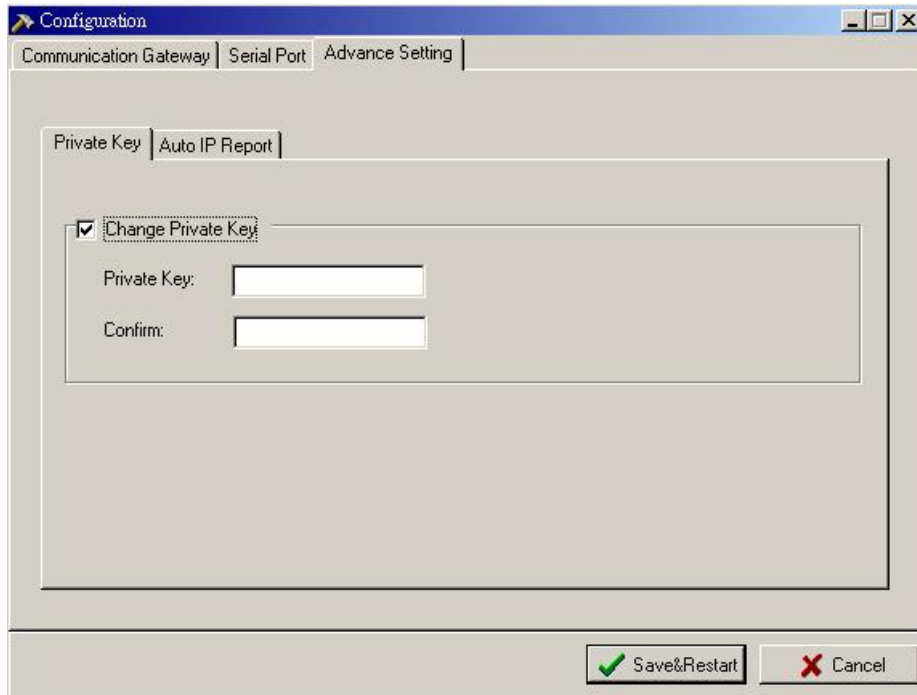 Configuration
Communication Gateway Serial Port Advance Setting
Private Key Auto IP Report
Change Private Key
Private Key:
Confirm:
Save&Restart Cancel